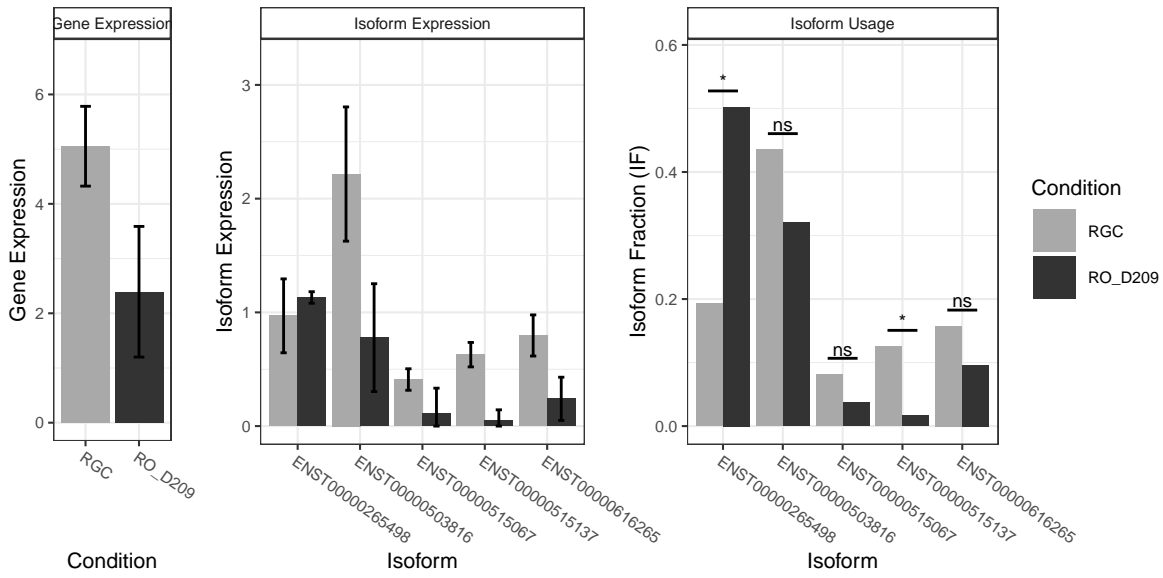 Gene Expression
Isoform Expression
Isoform Usage
Gene Expression
6
4
2
0
RGC
RO_D209
Condition
Isoform Expression
3
2
1
0
ENST00000265498
ENST00000503816
ENST00000515067
ENST00000515137
ENST00000616265
Isoform
Isoform Fraction (IF)
0.6
0.4
0.2
0.0
*
ns
ns
*
ns
ENST00000265498
ENST00000503816
ENST00000515067
ENST00000515137
ENST00000616265
Isoform
Condition
RGC
RO_D209